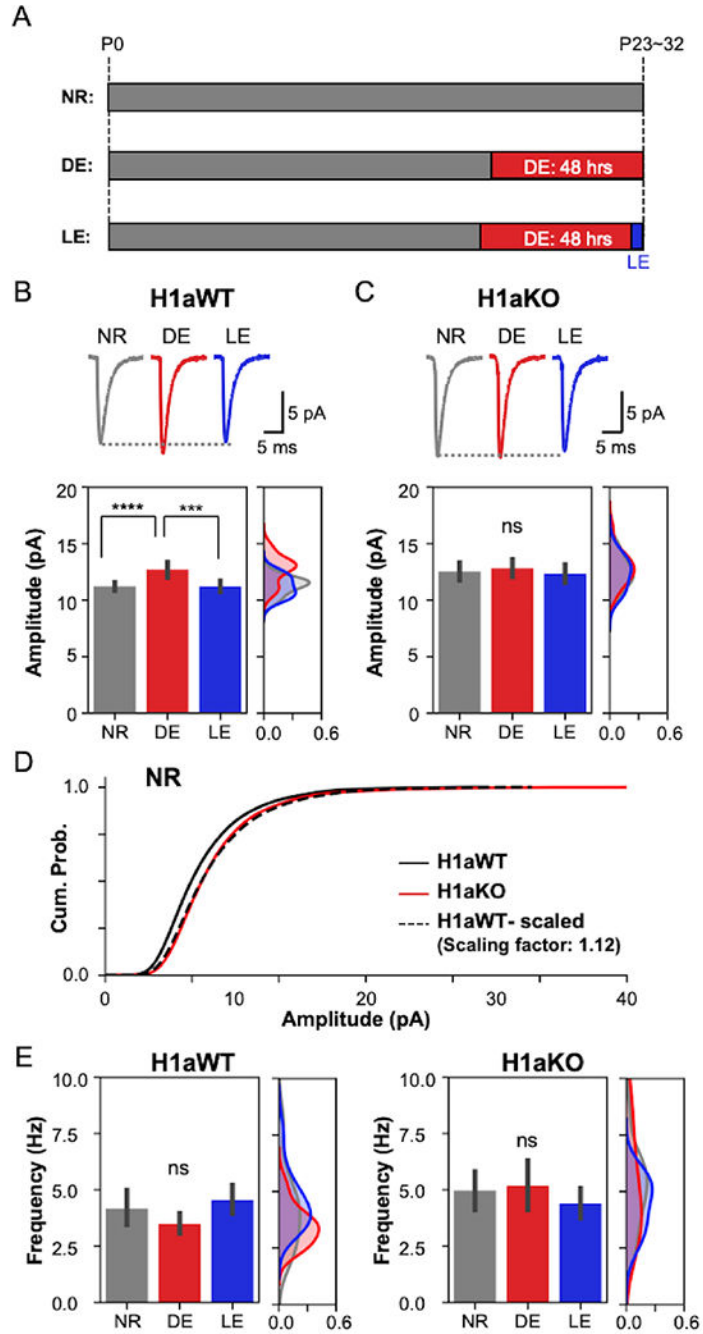 A
P0 P23~32
NR:
DE: DE: 48 hrs
LE: DE: 48 hrs
LE
B H1aWT
NR DE LE
5 pA
5 ms
20
15
10
5
0
Amplitude (pA)
**** ***
NR DE LE
0.0 0.6
C H1aKO
NR DE LE
5 pA
5 ms
20
15
10
5
0
Amplitude (pA)
ns
NR DE LE
0.0 0.6
D NR
1.0
0.0
Cum. Prob.
H1aWT
H1aKO
H1aWT- scaled
(Scaling factor: 1.12)
0 10 20 30 40
Amplitude (pA)
E H1aWT
10.0
7.5
5.0
2.5
0.0
Frequency (Hz)
ns
NR DE LE
0.0 0.6
H1aKO
10.0
7.5
5.0
2.5
0.0
Frequency (Hz)
ns
NR DE LE
0.0 0.6